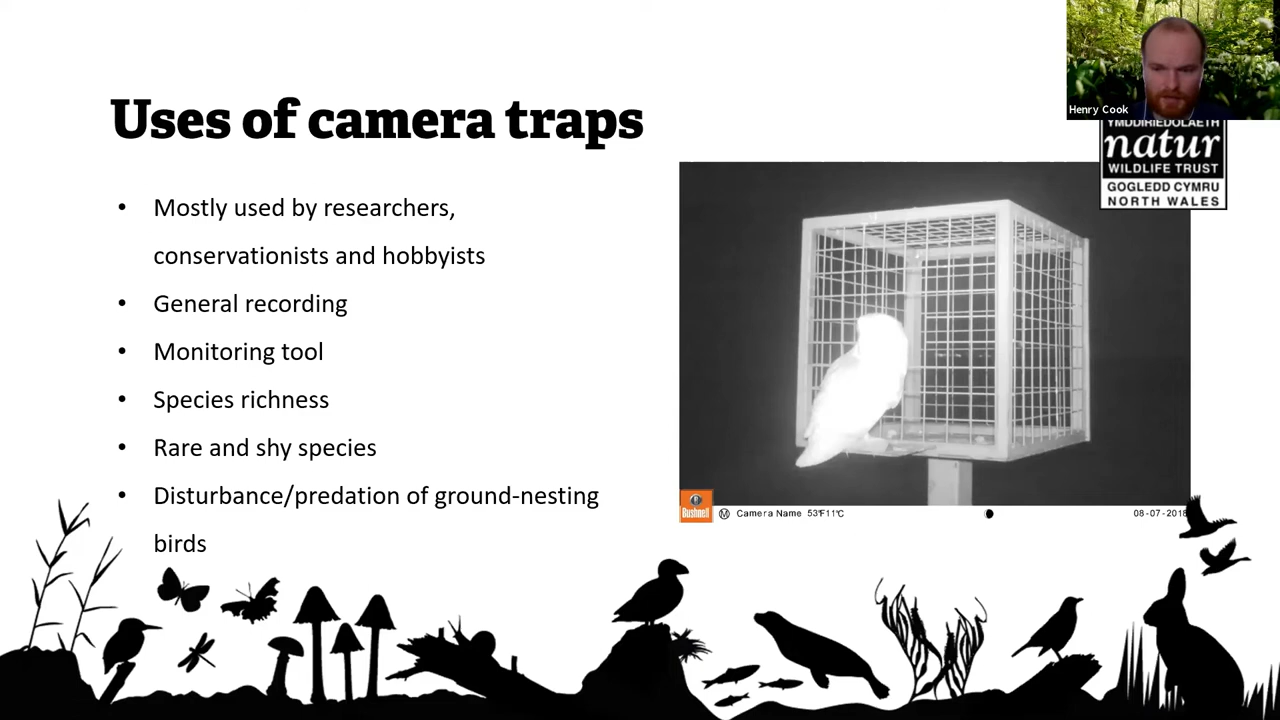 Henry Cook
YMDDIRIEDOLAETH
natur
WILDLIFE TRUST
GOGLEDD CYMRU
NORTH WALES
Uses of camera traps
• Mostly used by researchers,
conservationists and hobbyists
• General recording
• Monitoring tool
• Species richness
• Rare and shy species
• Disturbance/predation of ground-nesting
birds
Bushnell
M Camera Name 53°F11°C
08-07-2018